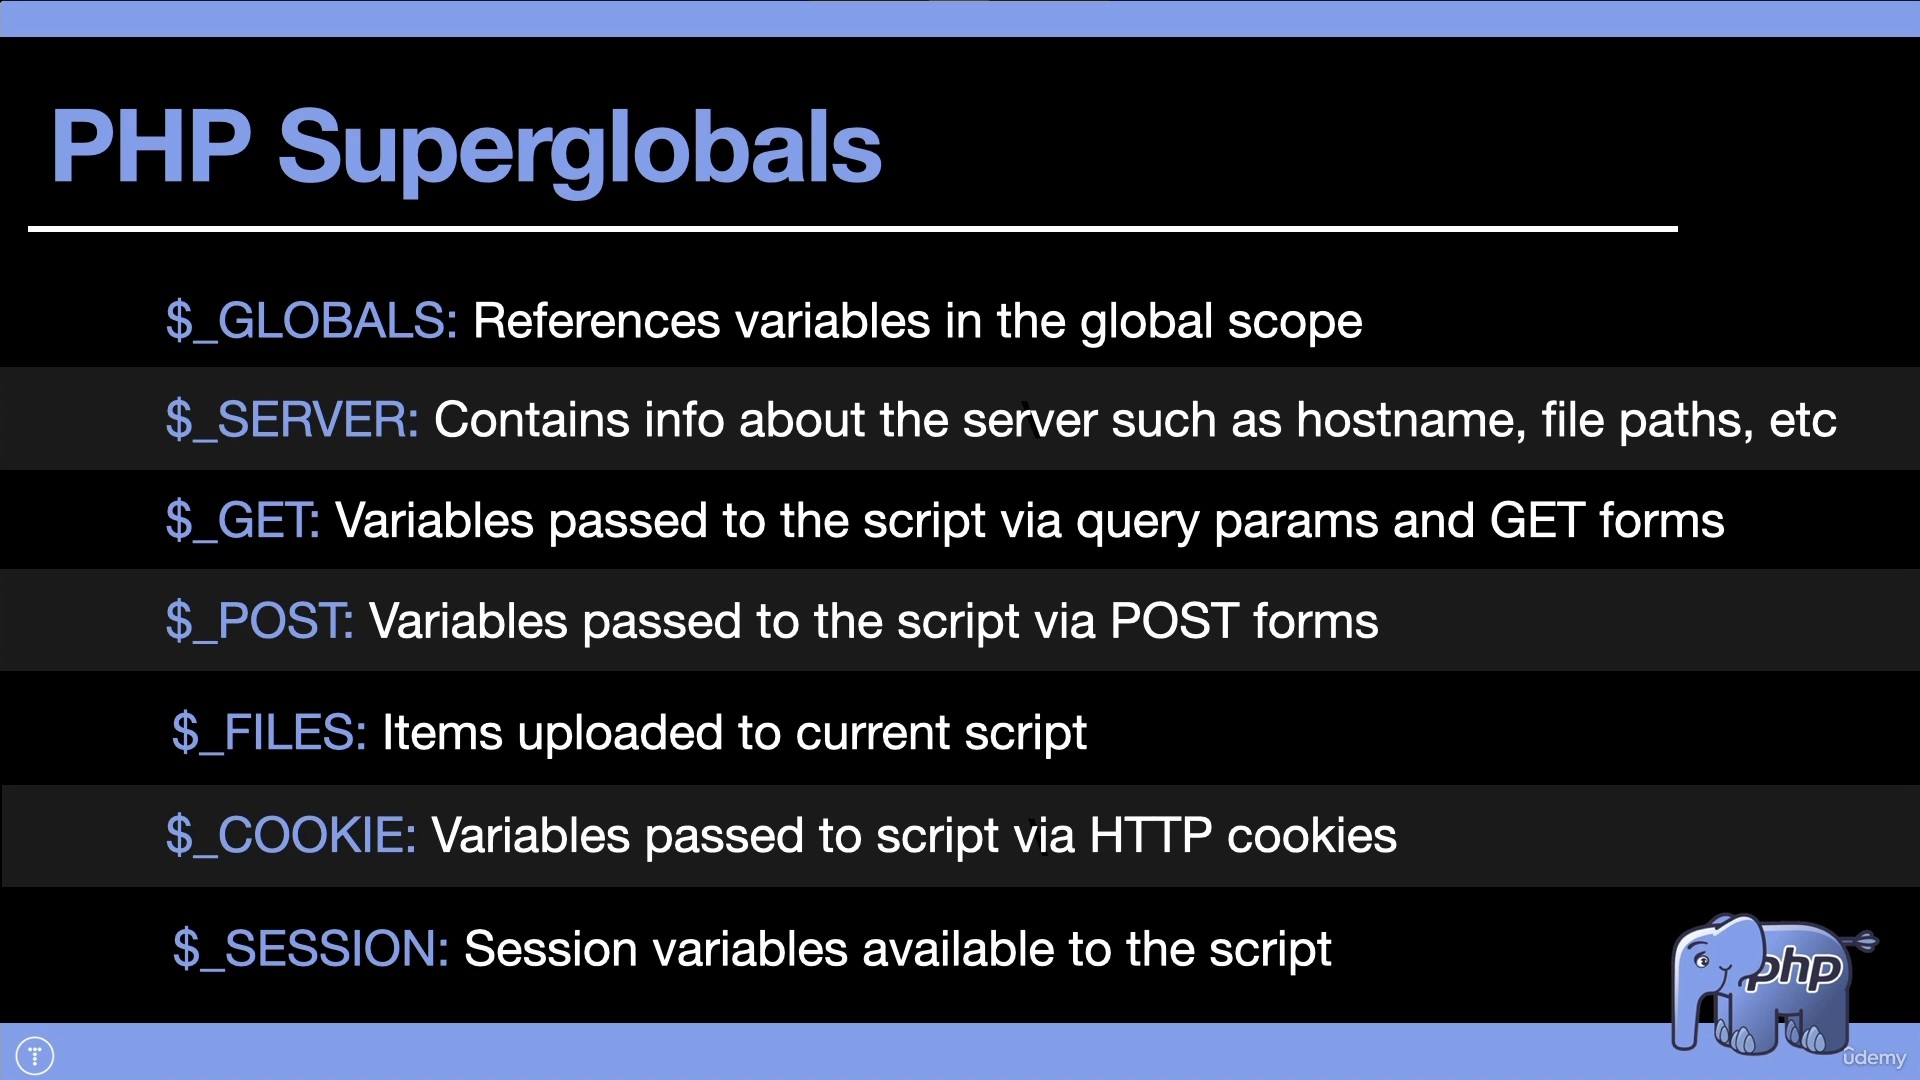 PHP Superglobals
$_GLOBALS: References variables in the global scope
$_SERVER: Contains info about the server such as hostname, file paths, etc
$_GET: Variables passed to the script via query params and GET forms
$_POST: Variables passed to the script via POST forms
$_FILES: Items uploaded to current script
$_COOKIE: Variables passed to script via HTTP cookies
$_SESSION: Session variables available to the script
php
T
ûdemy